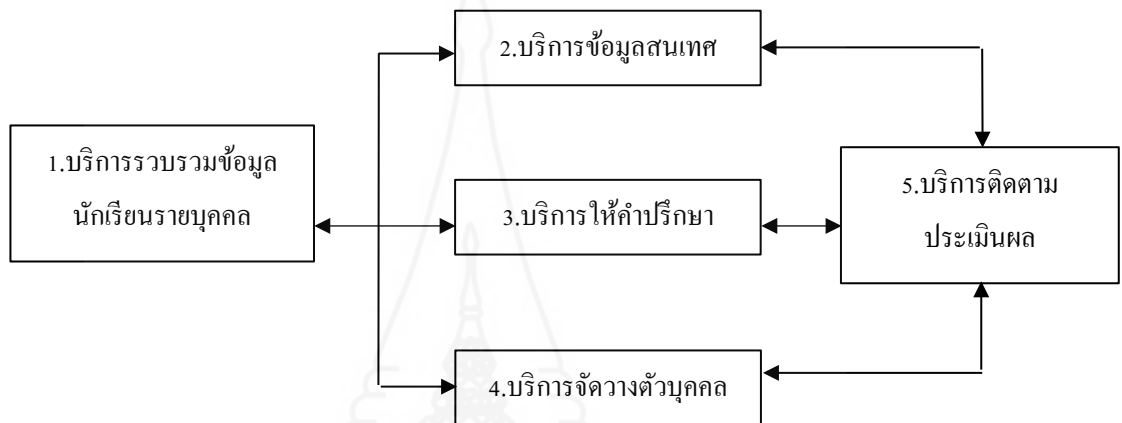 1.บริการรวบรวมข้อมูล
นักเรียนรายบุคคล
2.บริการข้อมูลสนเทศ
3.บริการให้คำปรึกษา
4.บริการจัดวางตัวบุคคล
5.บริการติดตาม
ประเมินผล